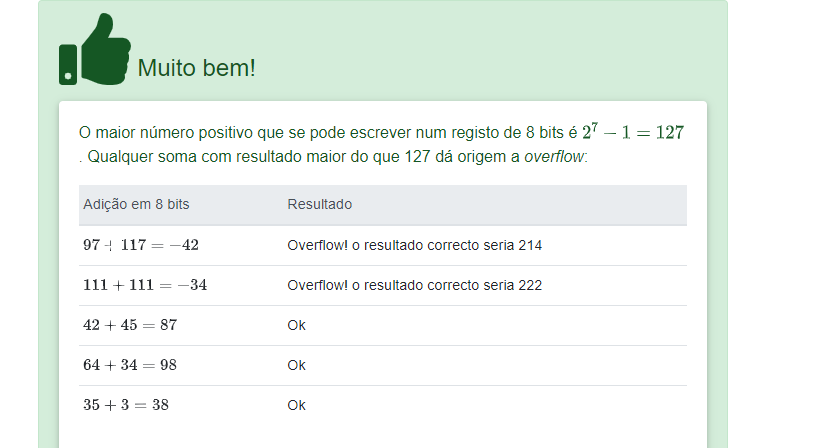 Muito bem!
O maior número positivo que se pode escrever num registo de 8 bits é 2⁷ − 1 = 127
. Qualquer soma com resultado maior do que 127 dá origem a overflow:
Adição em 8 bits Resultado
97 + 117 = −42 Overflow! o resultado correcto seria 214
111 + 111 = −34 Overflow! o resultado correcto seria 222
42 + 45 = 87 Ok
64 + 34 = 98 Ok
35 + 3 = 38 Ok